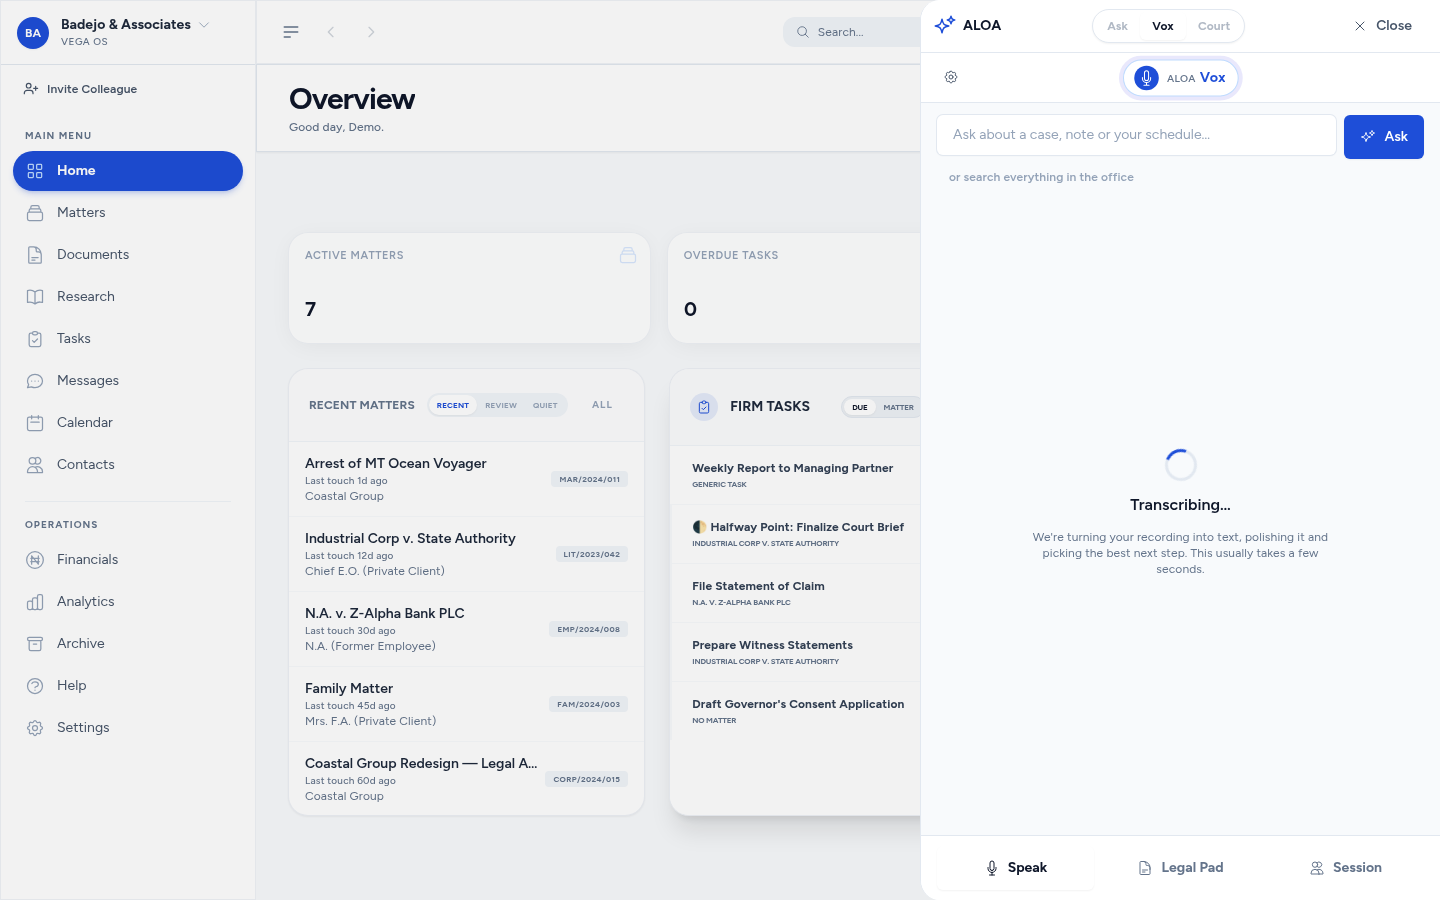 BA
Badejo & Associates
VEGA OS
Invite Colleague
MAIN MENU
Home
Matters
Documents
Research
Tasks
Messages
Calendar
Contacts
OPERATIONS
Financials
Analytics
Archive
Help
Settings
Search...
Overview
Good day, Demo.
ACTIVE MATTERS
7
OVERDUE TASKS
0
RECENT MATTERS
RECENT
REVIEW
QUIET
ALL
Arrest of MT Ocean Voyager
Last touch 1d ago
Coastal Group
MAR/2024/011
Industrial Corp v. State Authority
Last touch 12d ago
Chief E.O. (Private Client)
LIT/2023/042
N.A. v. Z-Alpha Bank PLC
Last touch 30d ago
N.A. (Former Employee)
EMP/2024/008
Family Matter
Last touch 45d ago
Mrs. F.A. (Private Client)
FAM/2024/003
Coastal Group Redesign — Legal A...
Last touch 60d ago
Coastal Group
CORP/2024/015
FIRM TASKS
DUE
MATTER
Weekly Report to Managing Partner
GENERIC TASK
🌓 Halfway Point: Finalize Court Brief
INDUSTRIAL CORP V. STATE AUTHORITY
File Statement of Claim
N.A. V. Z-ALPHA BANK PLC
Prepare Witness Statements
INDUSTRIAL CORP V. STATE AUTHORITY
Draft Governor's Consent Application
NO MATTER
ALOA
Ask
Vox
Court
Close
ALOA Vox
Ask about a case, note or your schedule...
Ask
or search everything in the office
Transcribing...
We're turning your recording into text, polishing it and
picking the best next step. This usually takes a few
seconds.
Speak
Legal Pad
Session